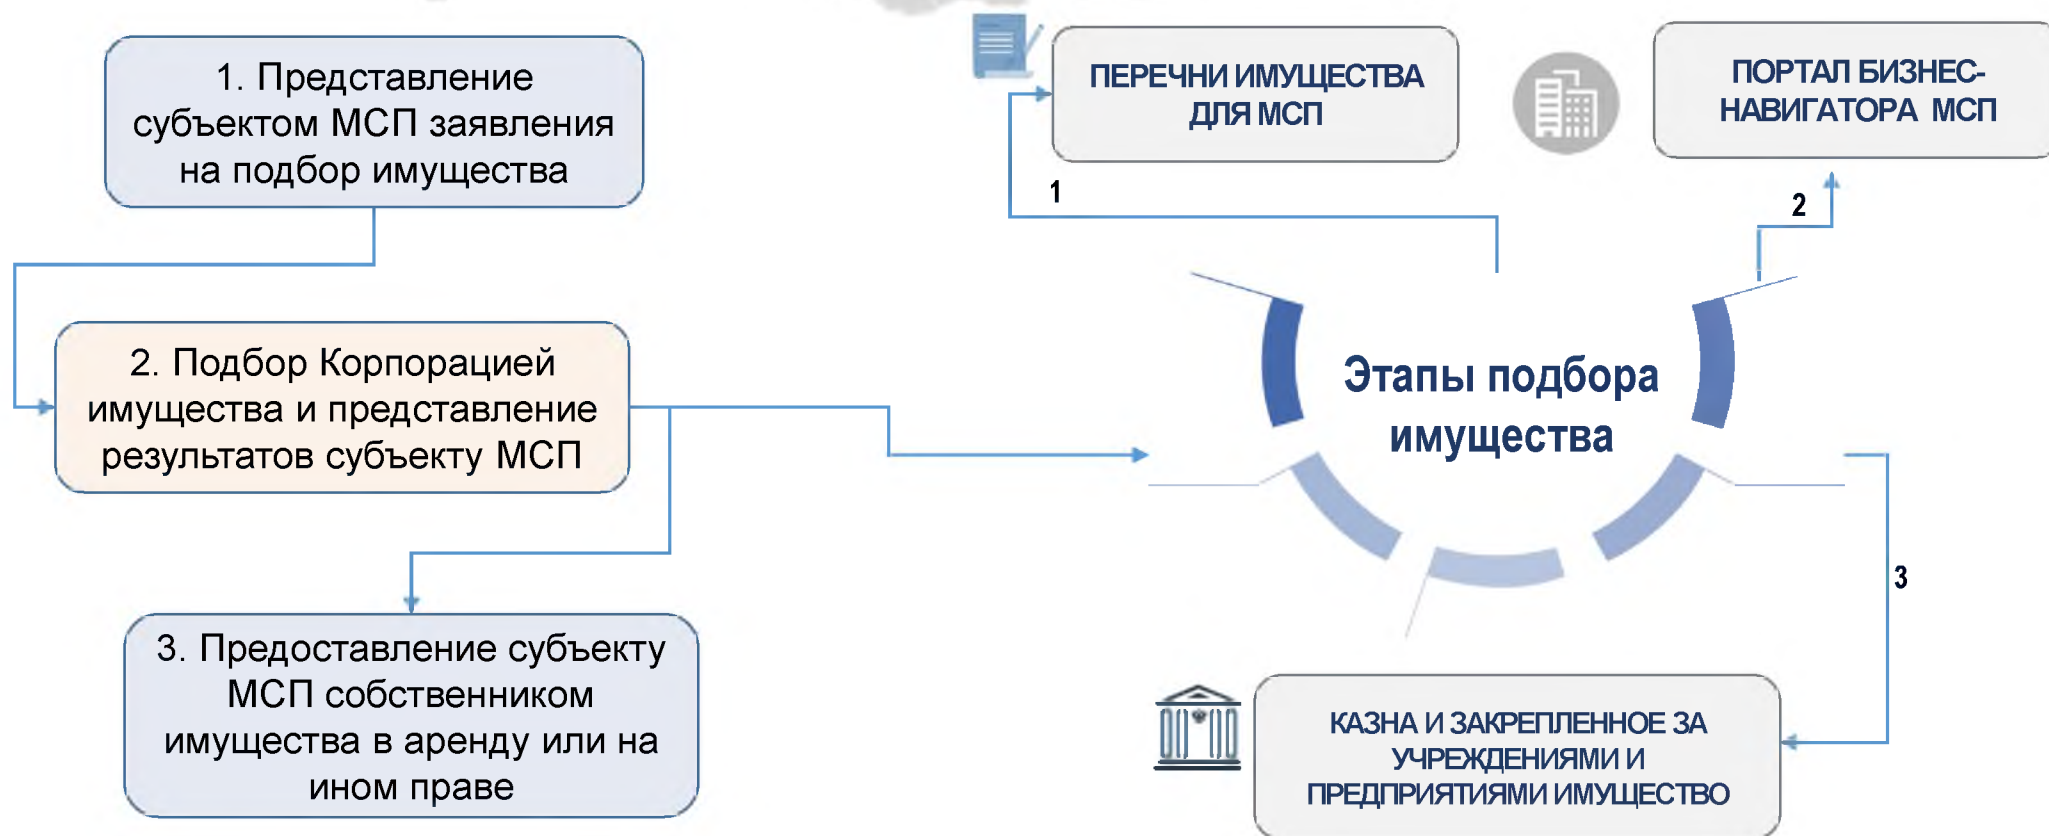 1. Представление
субъектом МСП заявления
на подбор имущества
2. Подбор Корпорацией
имущества и представление
результатов субъекту МСП
3. Предоставление субъекту
МСП собственником
имущества в аренду или на
ином праве
ПЕРЕЧНИ ИМУЩЕСТВА
ДЛЯ МСП
ПОРТАЛ БИЗНЕС-
НАВИГАТОРА МСП
1
2
Этапы подбора
имущества
3
КАЗНА И ЗАКРЕПЛЕННОЕ ЗА
УЧРЕЖДЕНИЯМИ И
ПРЕДПРИЯТИЯМИ ИМУЩЕСТВО